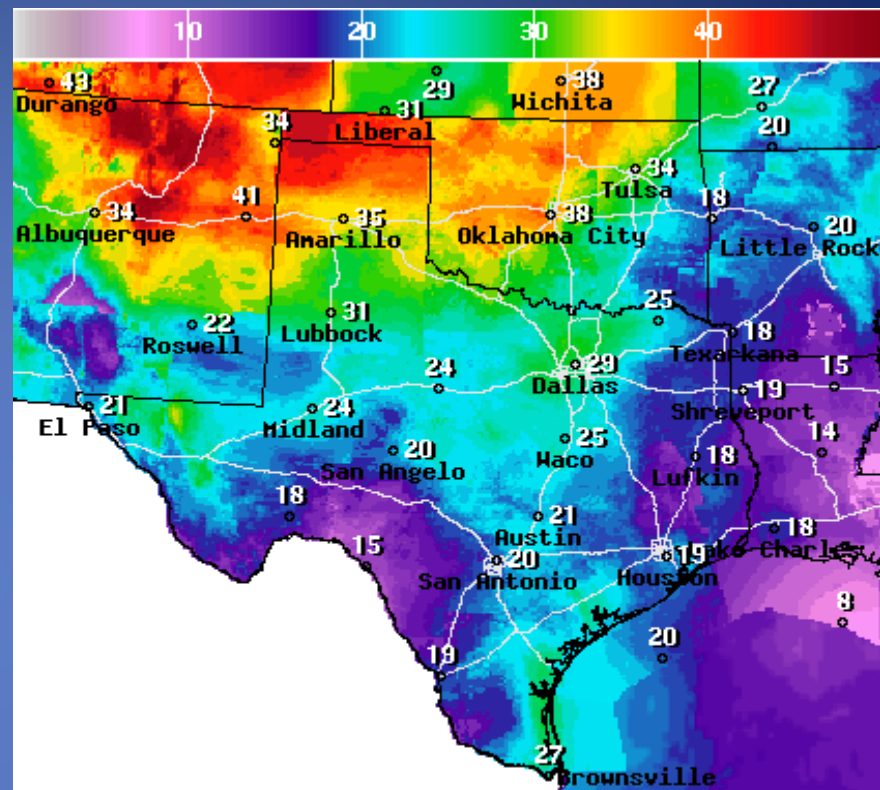 10 20 30 40
43 29 38 27
Durango Liberal Wichita
31
34 20
34 Tulsa
34 41 35 38 18 20
Albuquerque Amarillo Oklahoma City Little Rock
22 31 25 18
Roswell Lubbock Texarkana
29
Dallas
24 15
21 24 19
El Paso Midland Shreveport
20 25 18 14
San Angelo Waco Lufkin
18 21 18
Austin
15 20 19
San Antonio Houston
8
20
19
27
Brownsville